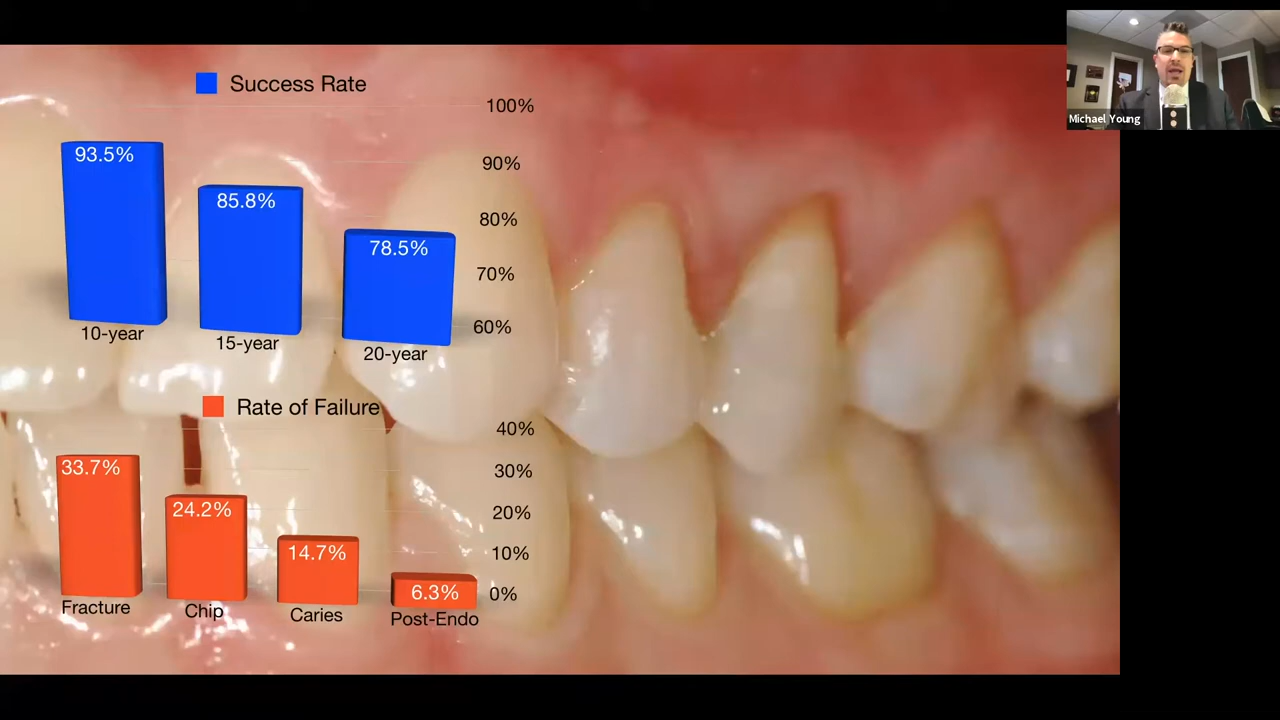 Success Rate
100%
90%
80%
70%
60%
93.5%
85.8%
78.5%
10-year
15-year
20-year
Rate of Failure
40%
30%
20%
10%
0%
33.7%
24.2%
14.7%
6.3%
Fracture
Chip
Caries
Post-Endo
Michael Young